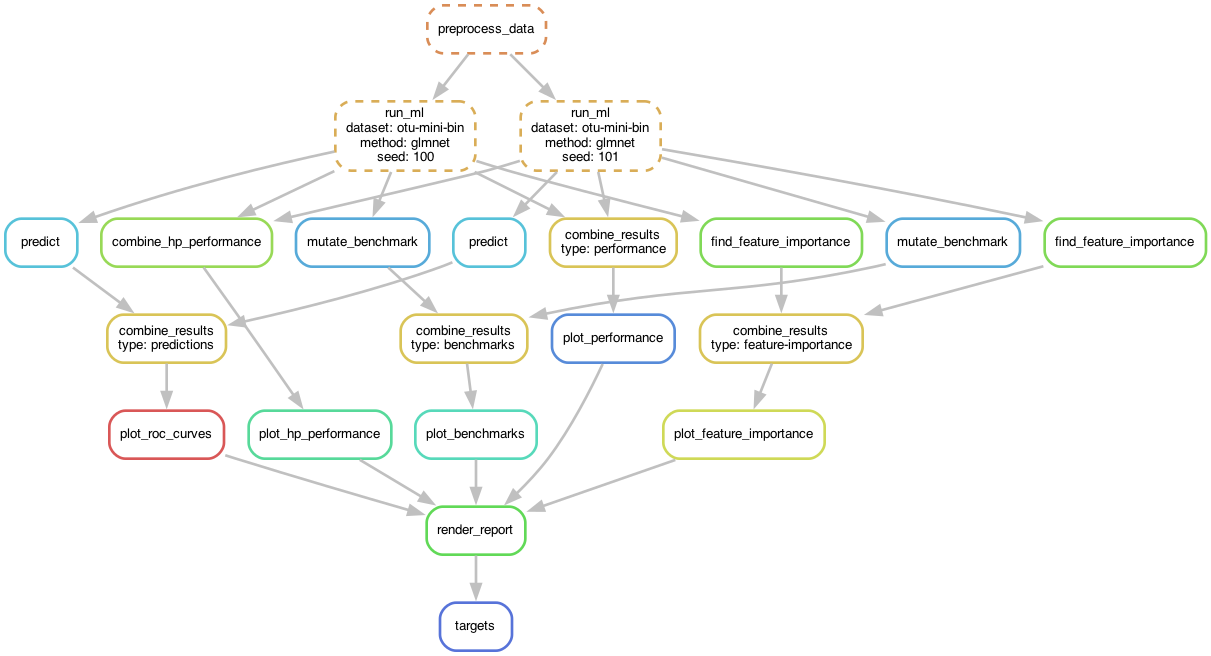 preprocess_data
run_ml
dataset: otu-mini-bin
method: glmnet
seed: 100
run_ml
dataset: otu-mini-bin
method: glmnet
seed: 101
predict
combine_hp_performance
mutate_benchmark
predict
combine_results
type: performance
find_feature_importance
mutate_benchmark
find_feature_importance
combine_results
type: predictions
combine_results
type: benchmarks
plot_performance
combine_results
type: feature-importance
plot_roc_curves
plot_hp_performance
plot_benchmarks
plot_feature_importance
render_report
targets